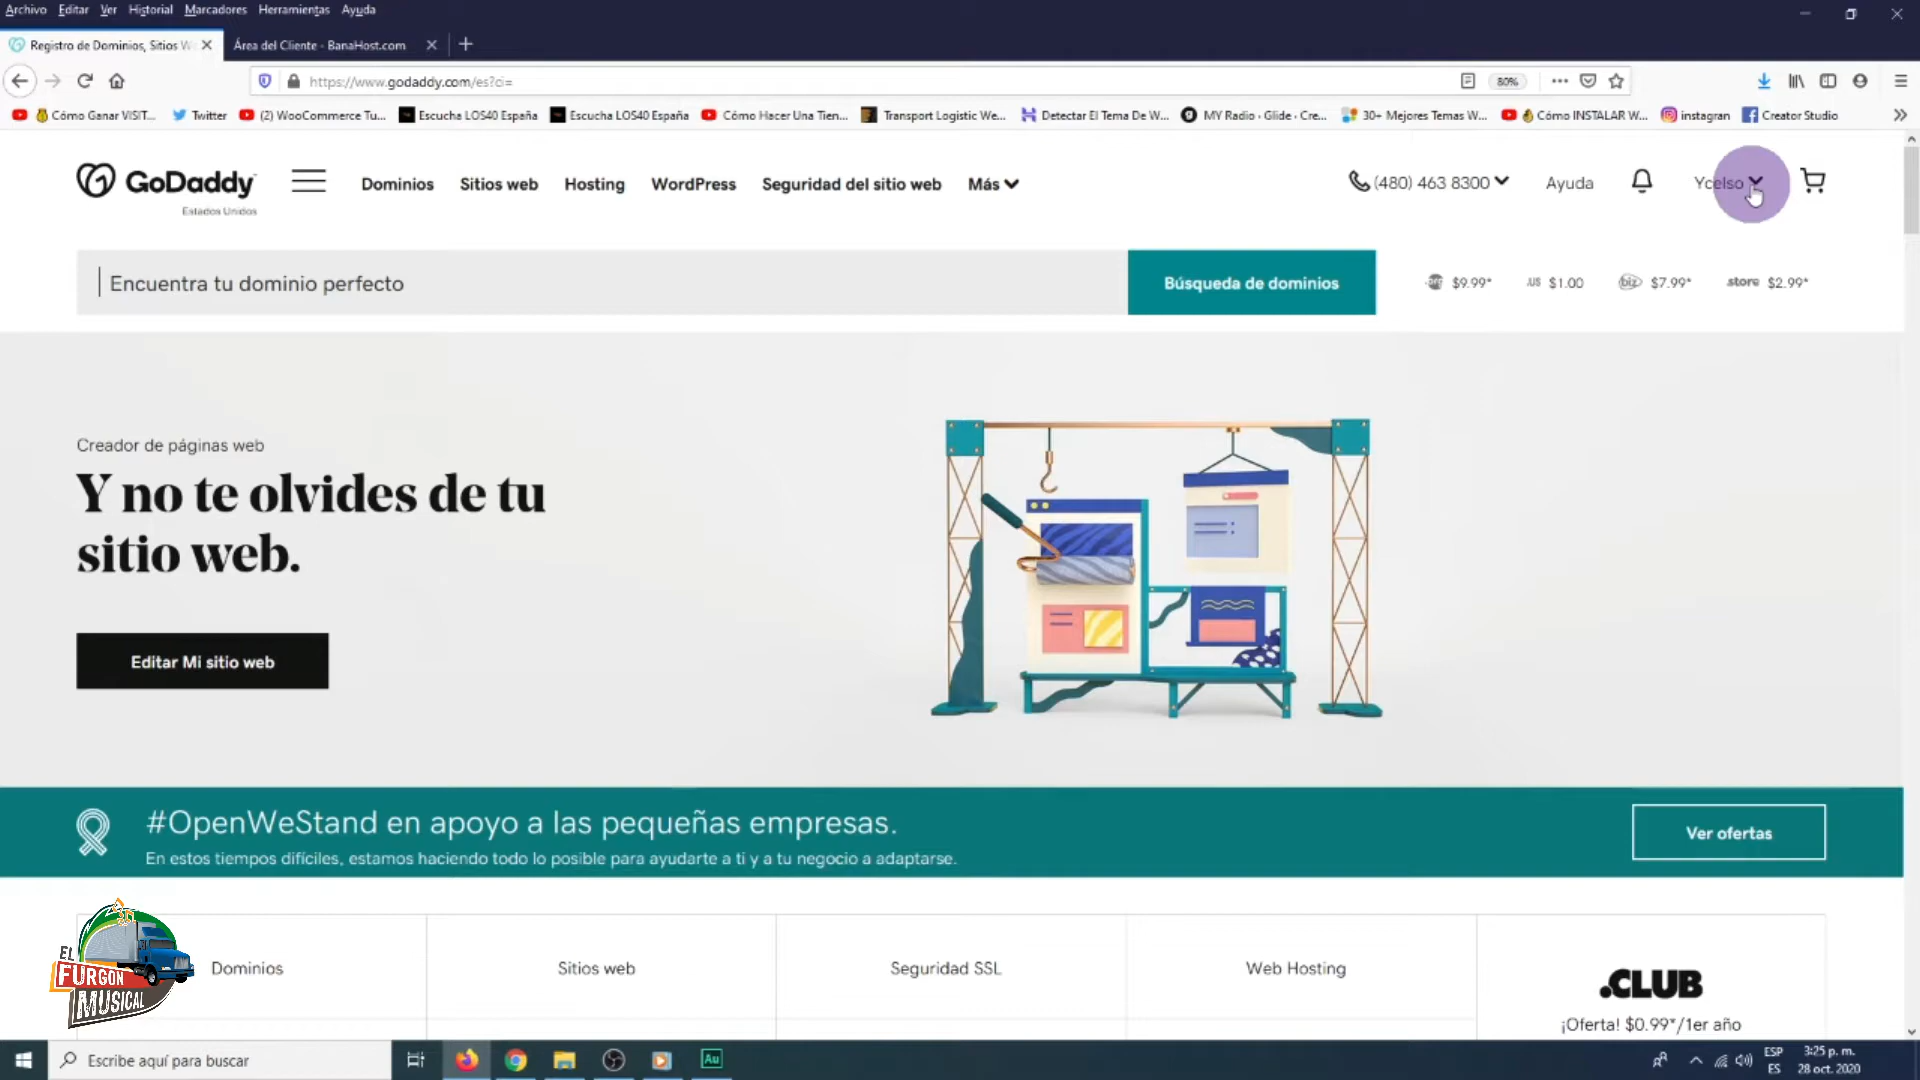 Archivo Editar Ver Historial Marcadores Herramientas Ayuda
Registro de Dominios, Sitios W Área del Cliente - BanaHost.com
https://www.godaddy.com/es?ci= 80%
Cómo Ganar VISIT... Twitter (2) WooCommerce Tu... Escucha LOS40 España Escucha LOS40 España Cómo Hacer Una Tien... Transport Logistic We... Detectar El Tema De W... MY Radio · Glide · Cre... 30+ Mejores Temas W... Cómo INSTALAR W... instagran Creator Studio
GoDaddy Dominios Sitios web Hosting WordPress Seguridad del sitio web Más (480) 463 8300 Ayuda Ycelso
Estados Unidos
Encuentra tu dominio perfecto Búsqueda de dominios .org $9.99* .US $1.00 biz $7.99* store $2.99*
Creador de páginas web
Y no te olvides de tu
sitio web.
Editar Mi sitio web
#OpenWeStand en apoyo a las pequeñas empresas.
En estos tiempos difíciles, estamos haciendo todo lo posible para ayudarte a ti y a tu negocio a adaptarse.
Ver ofertas
EL
FURGON
MUSICAL
Dominios Sitios web Seguridad SSL Web Hosting
.CLUB
¡Oferta! $0.99*/1er año
Escribe aquí para buscar
Au
ESP
ES
3:25 p. m.
28 oct. 2020